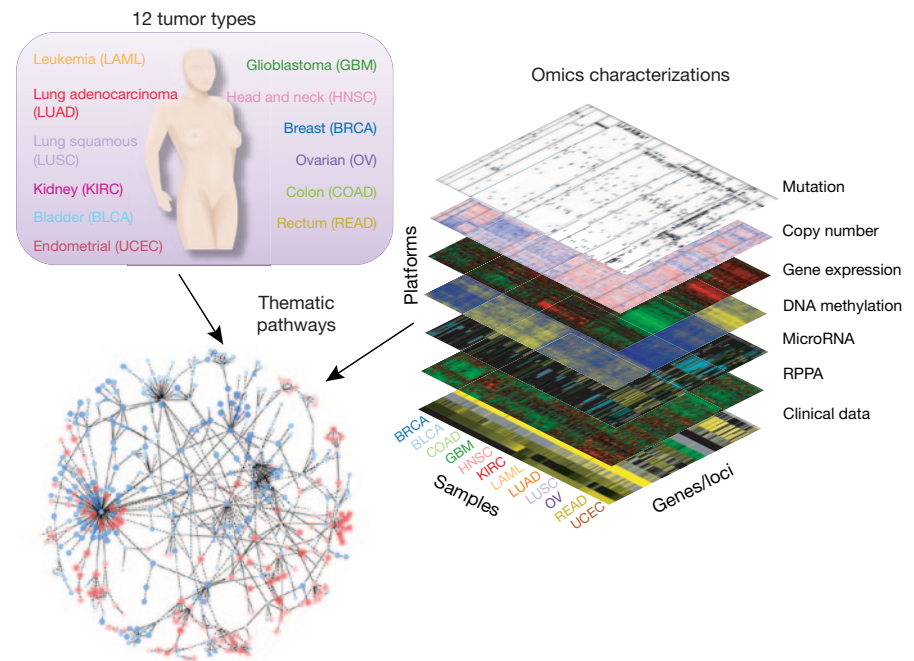 12 tumor types
Leukemia (LAML)
Lung adenocarcinoma
(LUAD)
Lung squamous
(LUSC)
Kidney (KIRC)
Bladder (BLCA)
Endometrial (UCEC)
Glioblastoma (GBM)
Head and neck (HNSC)
Breast (BRCA)
Ovarian (OV)
Colon (COAD)
Rectum (READ)
Thematic
pathways
Omics characterizations
Platforms
Mutation
Copy number
Gene expression
DNA methylation
MicroRNA
RPPA
Clinical data
BRCA
BLCA
COAD
GBM
HNSC
KIRC
LAML
LUAD
LUSC
OV
READ
UCEC
Samples
Genes/loci